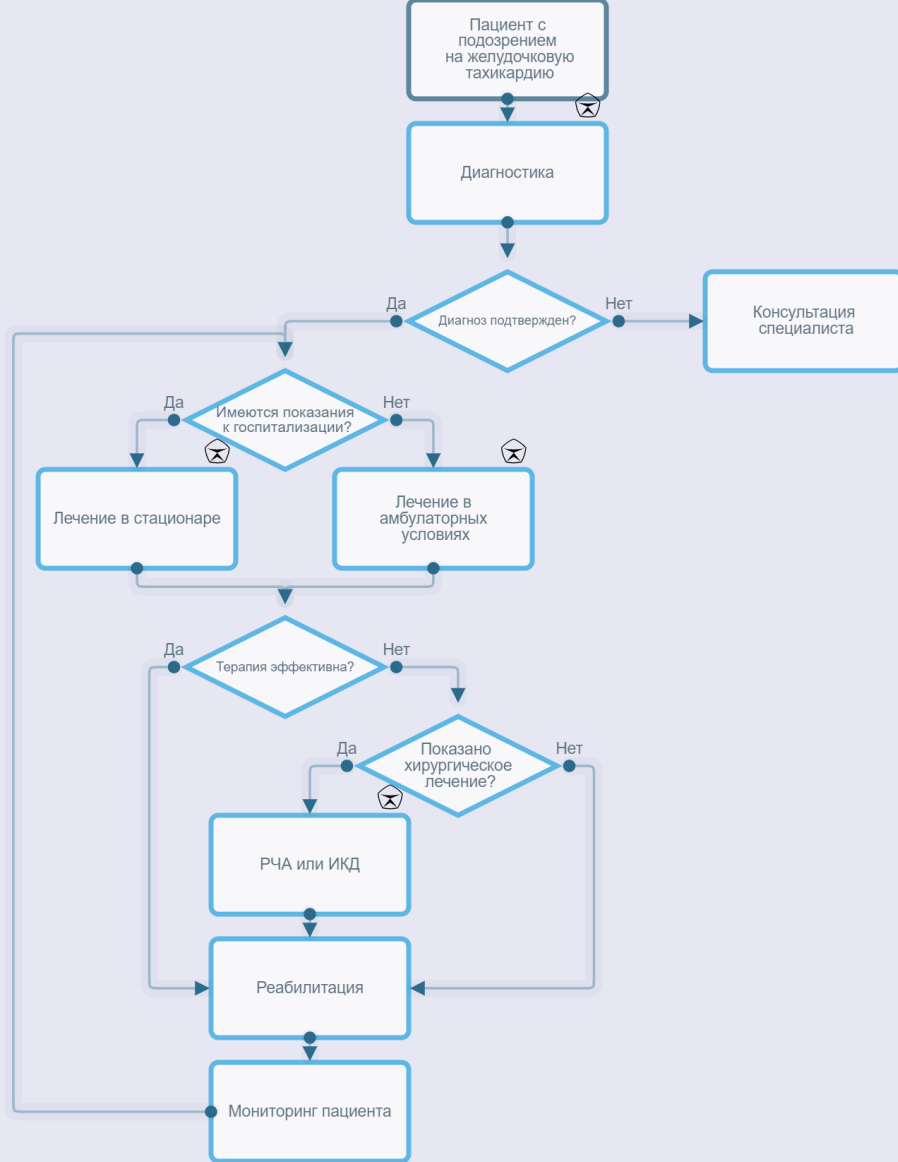 Пациент с
подозрением
на желудочковую
тахикардию
Диагностика
Да
Нет
Диагноз подтвержден?
Консультация
специалиста
Да
Нет
Имеются показания
к госпитализации?
Лечение в стационаре
Лечение в
амбулаторных
условиях
Да
Нет
Терапия эффективна?
Да
Нет
Показано
хирургическое
лечение?
РЧА или ИКД
Реабилитация
Мониторинг пациента